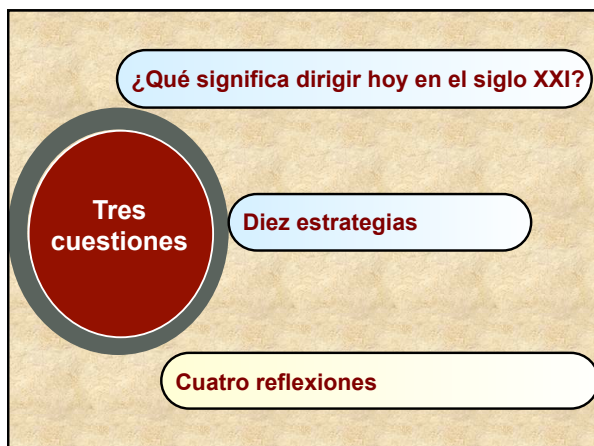 ¿Qué significa dirigir hoy en el siglo XXI?
Tres
cuestiones
Diez estrategias
Cuatro reflexiones